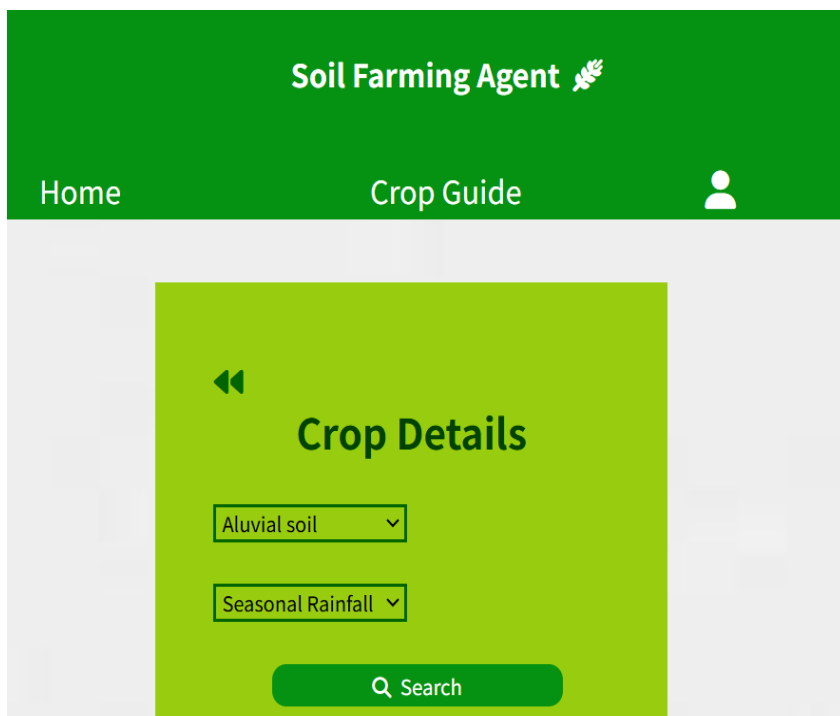 Soil Farming Agent
Home Crop Guide
Crop Details
Aluvial soil
Seasonal Rainfall
Search